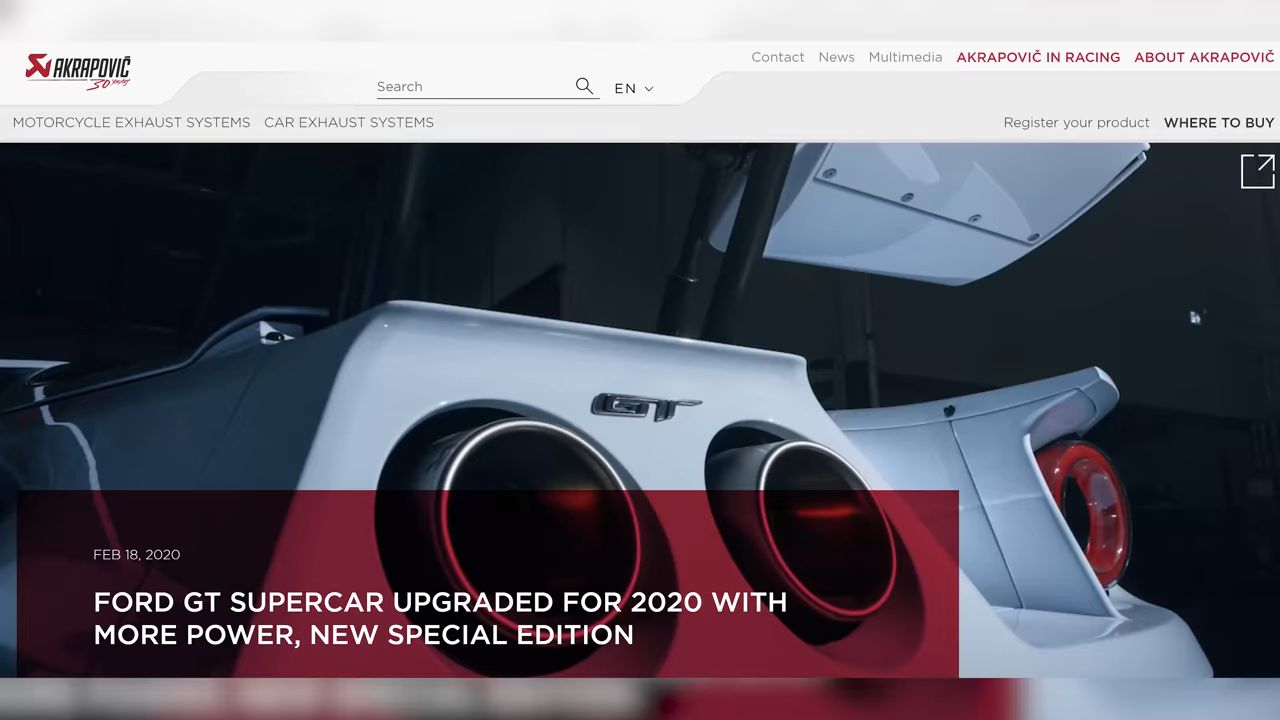 AKRAPOVIČ
30 years
Contact News Multimedia AKRAPOVIČ IN RACING ABOUT AKRAPOVIČ
Search
EN
MOTORCYCLE EXHAUST SYSTEMS CAR EXHAUST SYSTEMS
Register your product WHERE TO BUY
GT
FEB 18, 2020
FORD GT SUPERCAR UPGRADED FOR 2020 WITH
MORE POWER, NEW SPECIAL EDITION